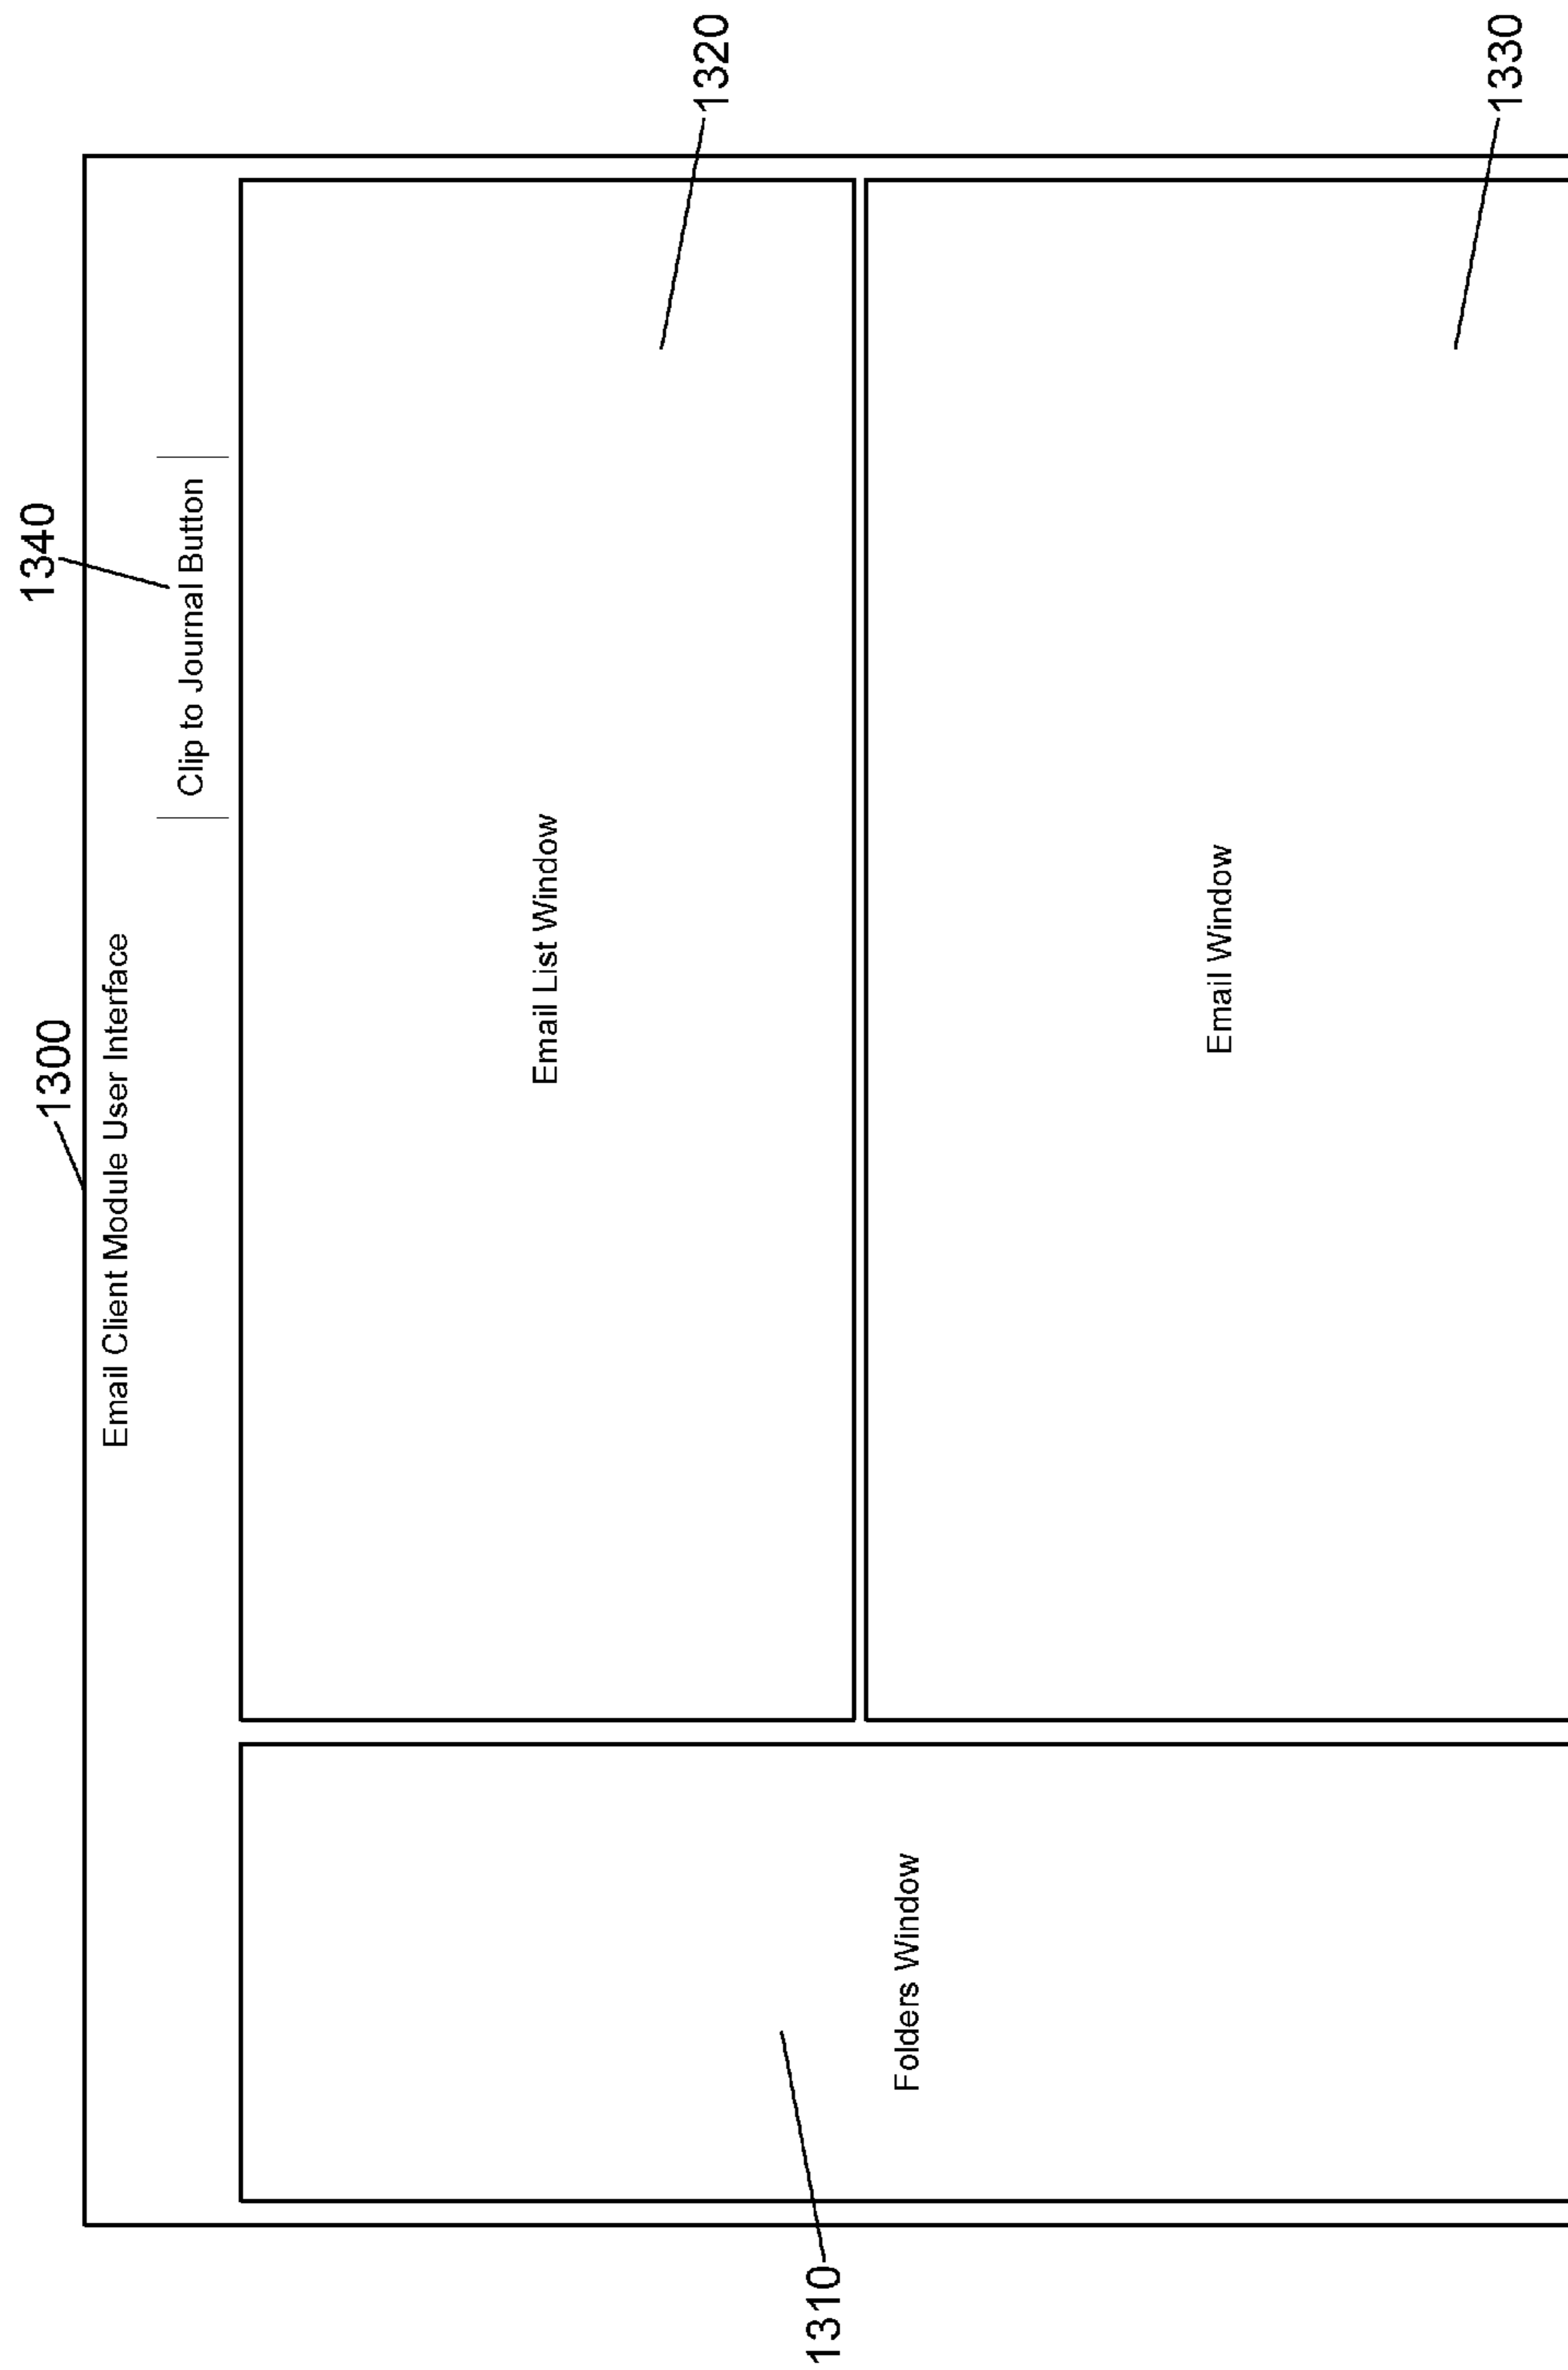 1300
1340
Email Client Module User Interface
Clip to Journal Button
Email List Window
1320
Folders Window
1310
Email Window
1330